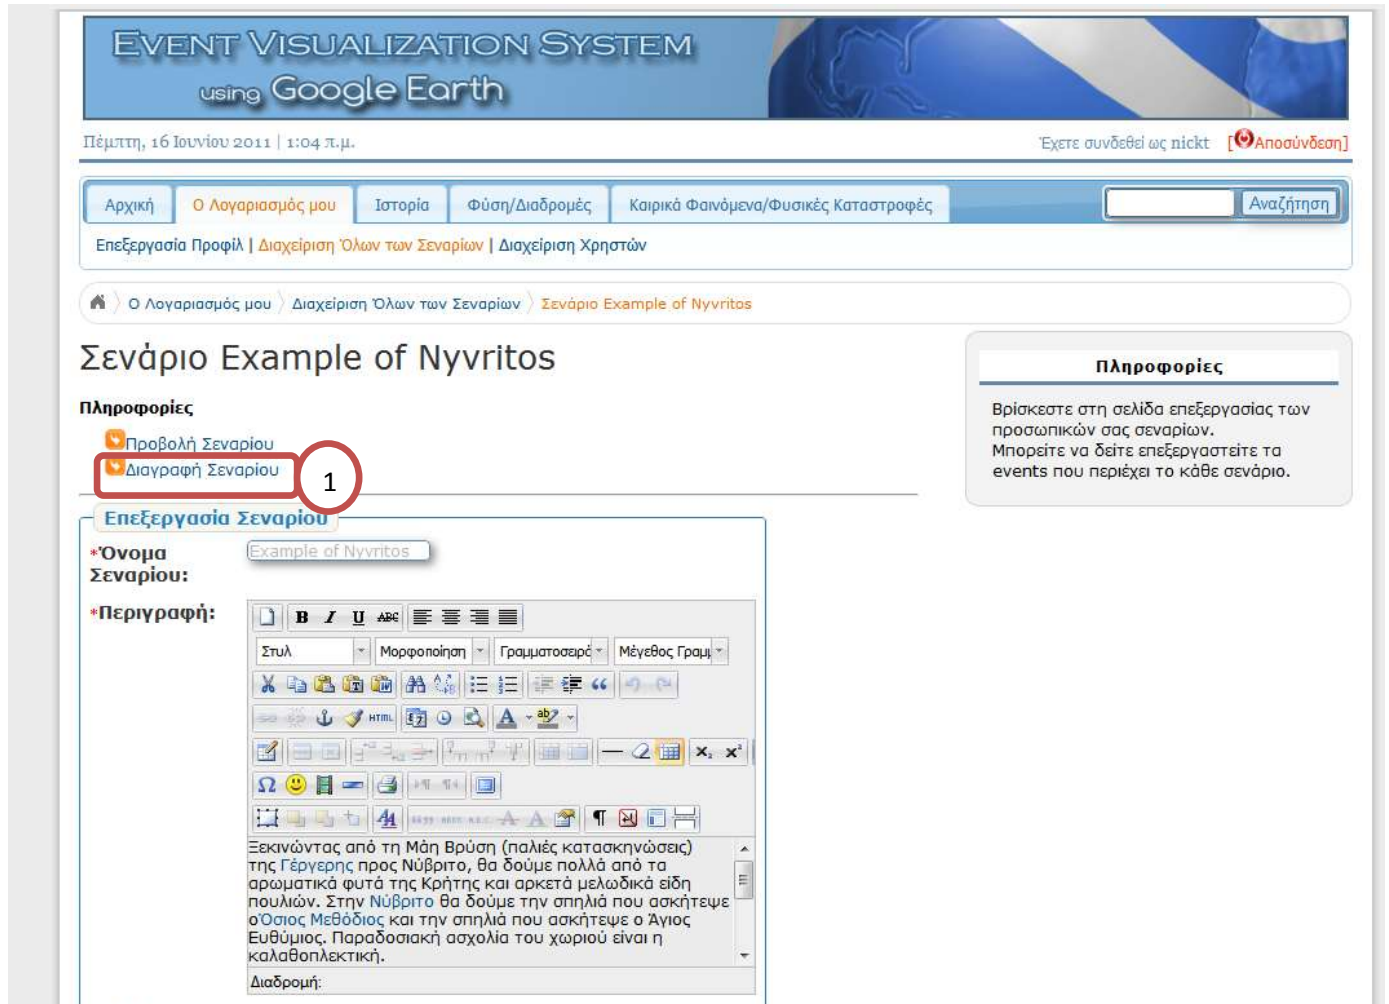 EVENT VISUALIZATION SYSTEM
using Google Earth
Πέμπτη, 16 Ιουνίου 2011 | 1:04 π.μ.
Έχετε συνδεθεί ως nickt [Αποσύνδεση]
Αρχική Ο Λογαριασμός μου Ιστορία Φύση/Διαδρομές Καιρικά Φαινόμενα/Φυσικές Καταστροφές Αναζήτηση
Επεξεργασία Προφίλ | Διαχείριση Όλων των Σεναρίων | Διαχείριση Χρηστών
Ο Λογαριασμός μου Διαχείριση Όλων των Σεναρίων Σενάριο Example of Nyvritos
Σενάριο Example of Nyvritos
Πληροφορίες
Προβολή Σεναρίου
Διαγραφή Σεναρίου
1
Πληροφορίες
Βρίσκεστε στη σελίδα επεξεργασίας των
προσωπικών σας σεναρίων.
Μπορείτε να δείτε επεξεργαστείτε τα
events που περιέχει το κάθε σενάριο.
Επεξεργασία Σεναρίου
*Όνομα
Σεναρίου:
Example of Nyvritos
*Περιγραφή:
B I U ABC
Στυλ Μορφοποίηση Γραμματοσειρά Μέγεθος Γραμ
HTML A ab
x₂ x²
Ω
¶
Ξεκινώντας από τη Μάη Βρύση (παλιές κατασκηνώσεις)
της Γέργερης προς Νύβριτο, θα δούμε πολλά από τα
αρωματικά φυτά της Κρήτης και αρκετά μελωδικά είδη
πουλιών. Στην Νύβριτο θα δούμε την σπηλιά που ασκήτεψε
ο Όσιος Μεθόδιος και την σπηλιά που ασκήτεψε ο Άγιος
Ευθύμιος. Παραδοσιακή ασχολία του χωριού είναι η
καλαθοπλεκτική.
Διαδρομή: